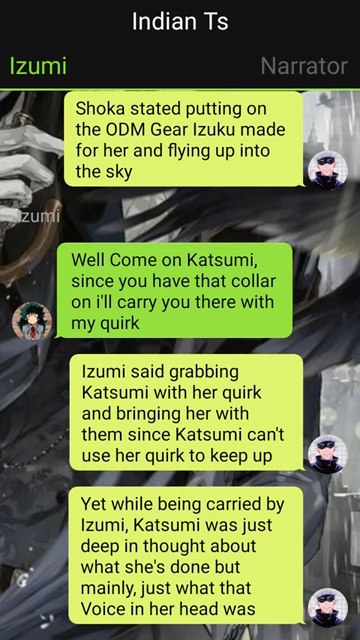 Indian Ts
Izumi
Narrator
Shoka stated putting on
the ODM Gear Izuku made
for her and flying up into
the sky
Izumi
Well Come on Katsumi,
since you have that collar
on i'll carry you there with
my quirk
Izumi said grabbing
Katsumi with her quirk
and bringing her with
them since Katsumi can't
use her quirk to keep up
Yet while being carried by
Izumi, Katsumi was just
deep in thought about
what she's done but
mainly, just what that
Voice in her head was